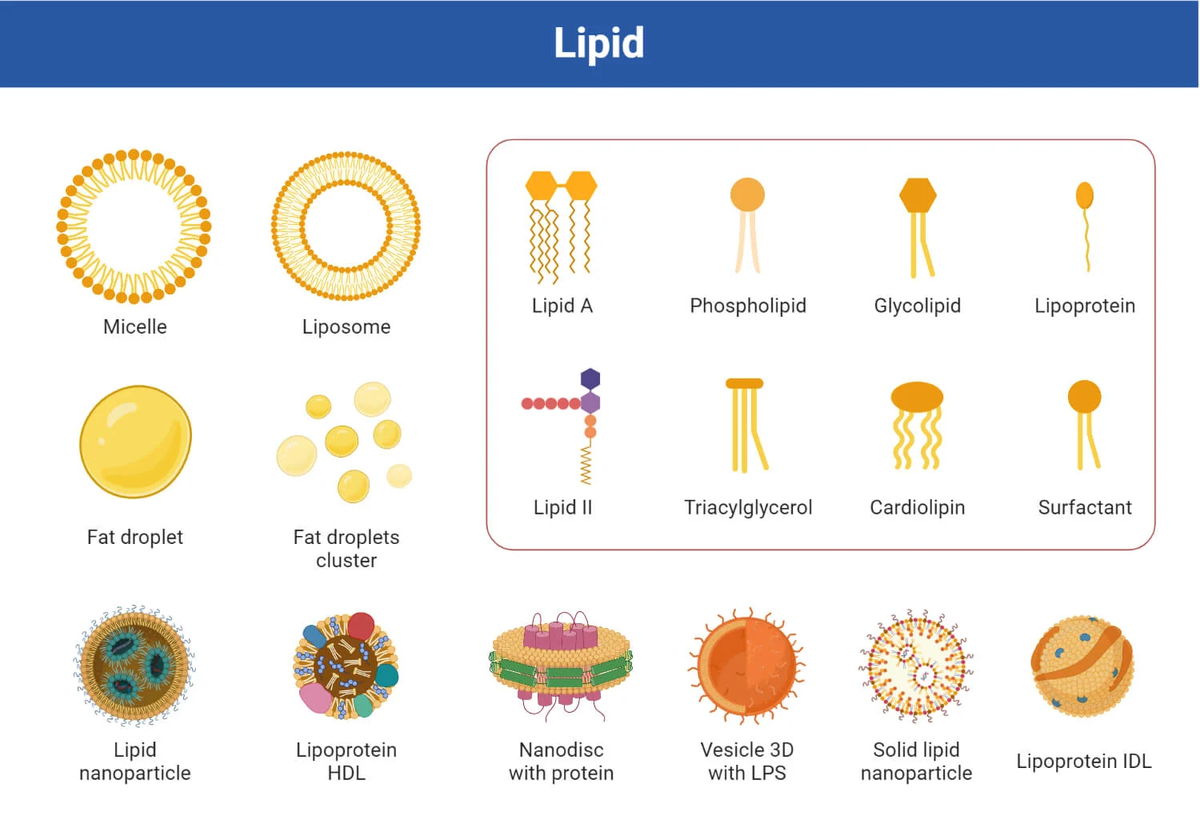 Lipid
Micelle
Liposome
Lipid A
Phospholipid
Glycolipid
Lipoprotein
Fat droplet
Fat droplets
cluster
Lipid II
Triacylglycerol
Cardiolipin
Surfactant
Lipid
nanoparticle
Lipoprotein
HDL
Nanodisc
with protein
Vesicle 3D
with LPS
Solid lipid
nanoparticle
Lipoprotein IDL